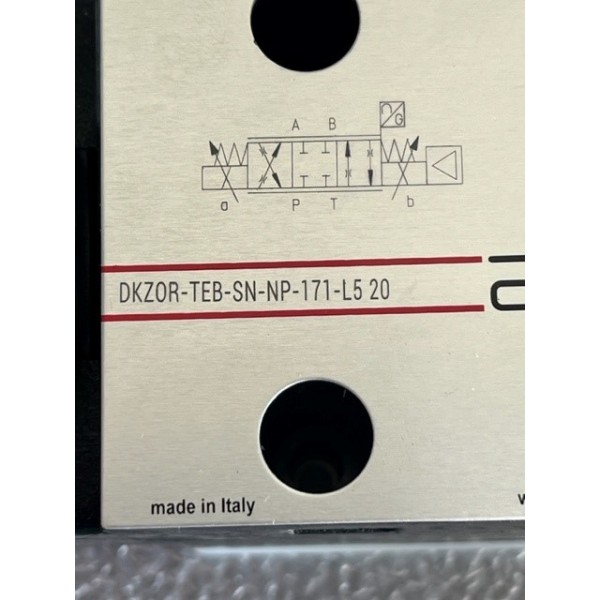 G
A B
a P T b
DKZOR-TEB-SN-NP-171-L5 20
made in Italy